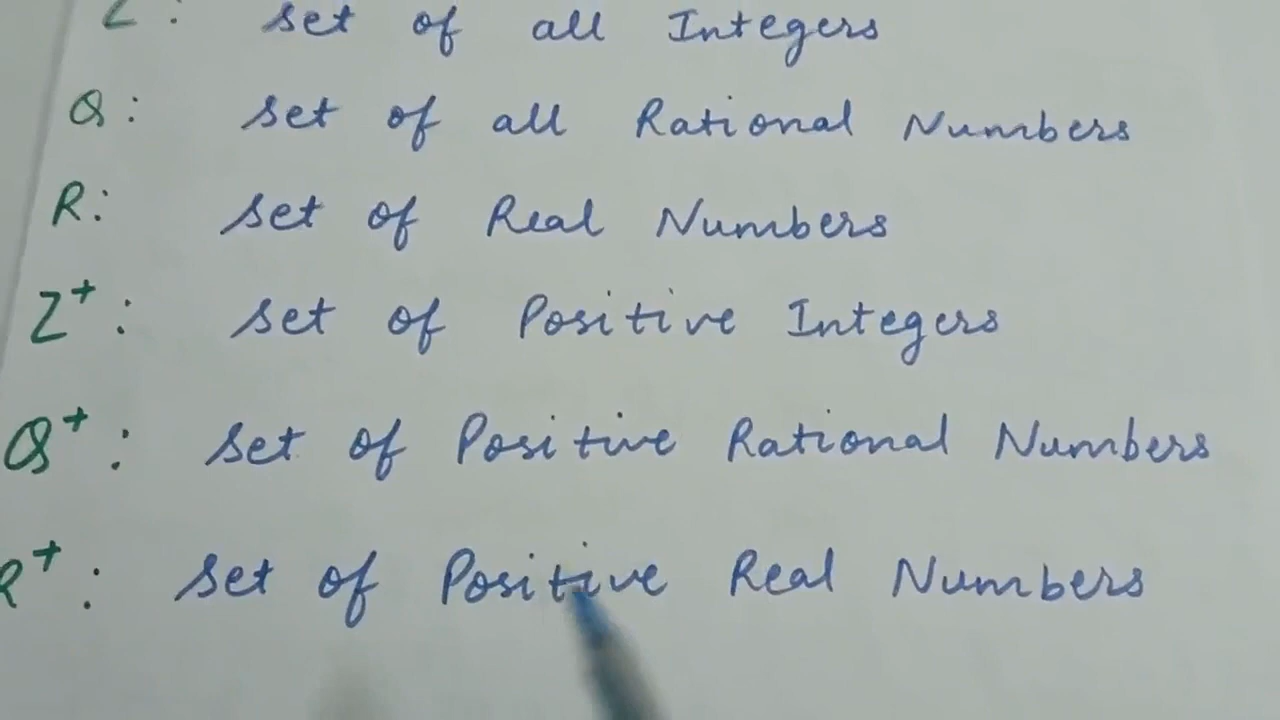 Z : set of all Integers
Q : set of all Rational Numbers
R : set of Real Numbers
Z⁺ : set of Positive Integers
Q⁺ : set of Positive Rational Numbers
R⁺ : set of Positive Real Numbers